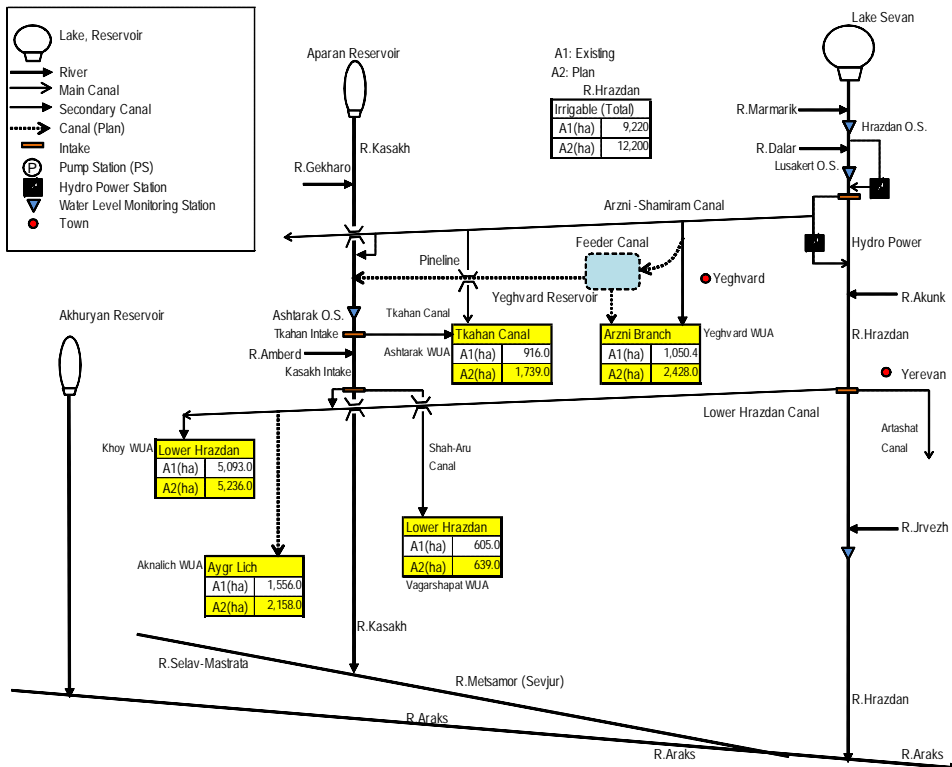 Lake, Reservoir
River
Main Canal
Secondary Canal
Canal (Plan)
Intake
P
Pump Station (PS)
Hydro Power Station
Water Level Monitoring Station
Town
Aparan Reservoir
A1: Existing
A2: Plan
R.Hrazdan
Irrigable (Total)
A1(ha) 9,220
A2(ha) 12,200
Lake Sevan
R.Marmarik
Hrazdan O.S.
R.Dalar
Lusakert O.S.
R.Kasakh
R.Gekharo
Arzni -Shamiram Canal
Hydro Power
Feeder Canal
Pineline
Yeghvard Reservoir
Yeghvard
R.Akunk
Akhuryan Reservoir
Ashtarak O.S.
Tkahan Canal
Tkahan Intake
R.Amberd
Kasakh Intake
Ashtarak WUA
Tkahan Canal
A1(ha) 916.0
A2(ha) 1,739.0
Arzni Branch
A1(ha) 1,050.4
A2(ha) 2,428.0
Yeghvard WUA
R.Hrazdan
Yerevan
Lower Hrazdan Canal
Artashat
Canal
Khoy WUA
Lower Hrazdan
A1(ha) 5,093.0
A2(ha) 5,236.0
Shah-Aru
Canal
Lower Hrazdan
A1(ha) 605.0
A2(ha) 639.0
Vagarshapat WUA
R.Jrvezh
Aknalich WUA
Aygr Lich
A1(ha) 1,556.0
A2(ha) 2,158.0
R.Kasakh
R.Selav-Mastrata
R.Metsamor (Sevjur)
R.Hrazdan
R.Araks
R.Araks
R.Araks